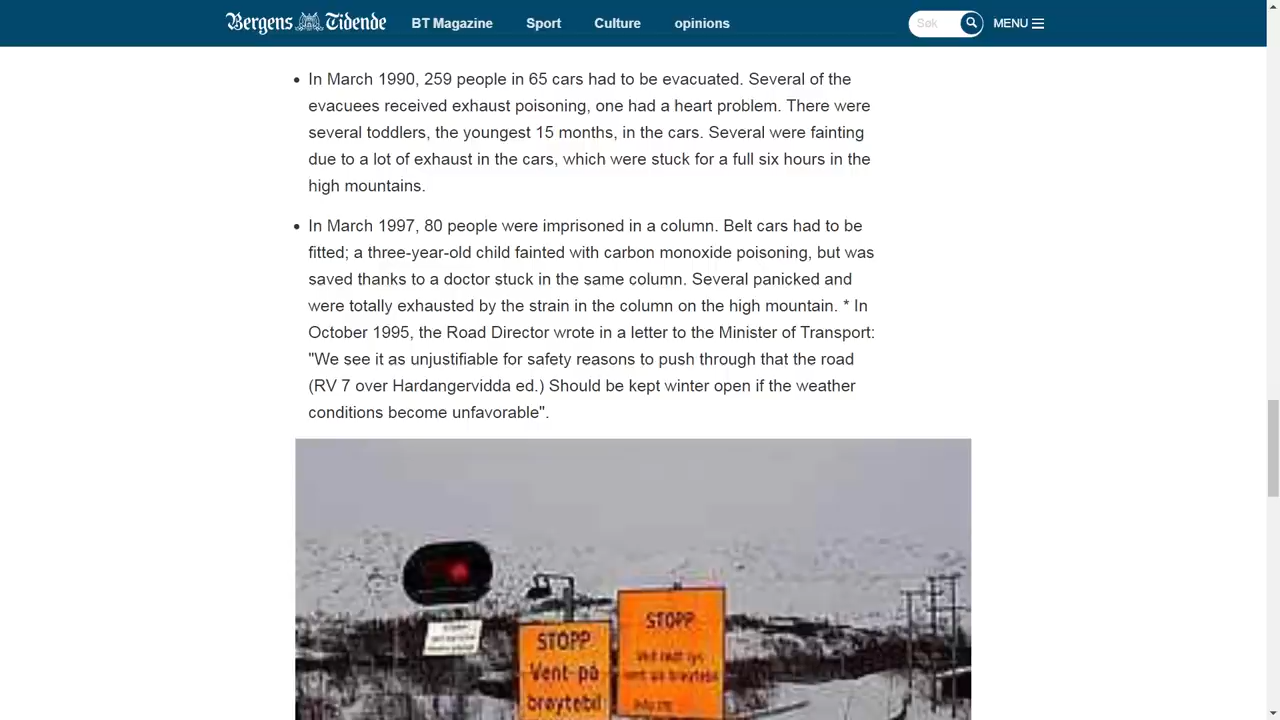 Bergens Tidende BT Magazine Sport Culture opinions Søk MENU
In March 1990, 259 people in 65 cars had to be evacuated. Several of the
evacuees received exhaust poisoning, one had a heart problem. There were
several toddlers, the youngest 15 months, in the cars. Several were fainting
due to a lot of exhaust in the cars, which were stuck for a full six hours in the
high mountains.
In March 1997, 80 people were imprisoned in a column. Belt cars had to be
fitted; a three-year-old child fainted with carbon monoxide poisoning, but was
saved thanks to a doctor stuck in the same column. Several panicked and
were totally exhausted by the strain in the column on the high mountain. * In
October 1995, the Road Director wrote in a letter to the Minister of Transport:
"We see it as unjustifiable for safety reasons to push through that the road
(RV 7 over Hardangervidda ed.) Should be kept winter open if the weather
conditions become unfavorable".
STOPP
Vent på
brøytebil
STOPP
Ved rødt lys
vent på brøytebil